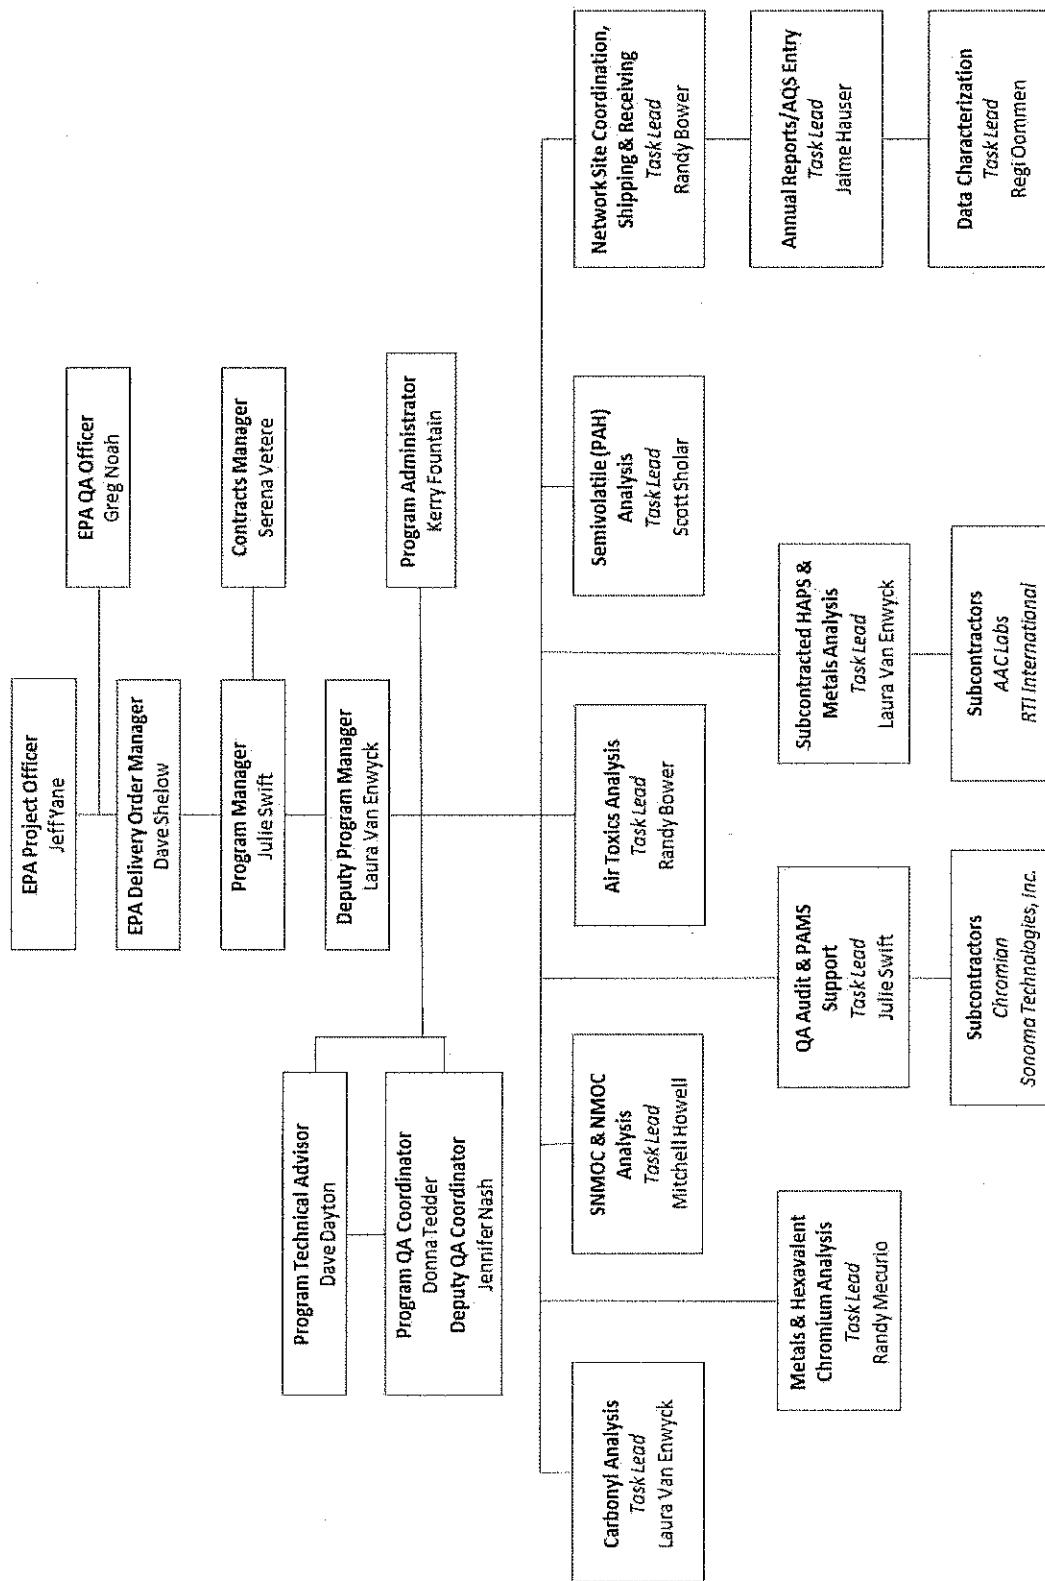 EPA Project Officer
Jeff Yane
EPA QA Officer
Greg Noah
EPA Delivery Order Manager
Dave Shelow
Program Manager
Julie Swift
Contracts Manager
Serena Vetere
Deputy Program Manager
Laura Van Enwyck
Program Technical Advisor
Dave Dayton
Program QA Coordinator
Donna Tedder
Deputy QA Coordinator
Jennifer Nash
Program Administrator
Kerry Fountain
Carbonyl Analysis
Task Lead
Laura Van Enwyck
SNMOC & NMOC
Analysis
Task Lead
Mitchell Howell
Air Toxics Analysis
Task Lead
Randy Bower
Semivolatile (PAH)
Analysis
Task Lead
Scott Sholar
Network Site Coordination,
Shipping & Receiving
Task Lead
Randy Bower
Metals & Hexavalent
Chromium Analysis
Task Lead
Randy Mecurio
QA Audit & PAMS
Support
Task Lead
Julie Swift
Subcontracted HAPS &
Metals Analysis
Task Lead
Laura Van Enwyck
Annual Reports/AQS Entry
Task Lead
Jaime Hauser
Subcontractors
Chromian
Sonoma Technologies, Inc.
Subcontractors
AAC Labs
RTI International
Data Characterization
Task Lead
Regi Oommen